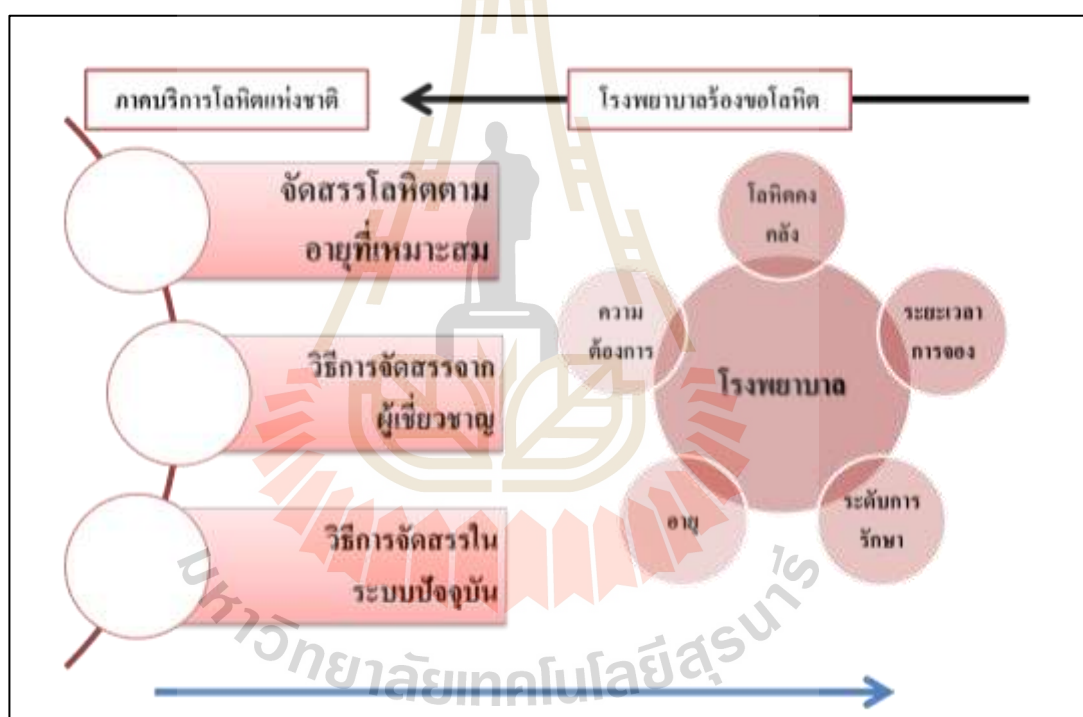 ภาคบริการโลหิตแห่งชาติ
โรงพยาบาลร้องขอโลหิต
จัดสรรโลหิตตาม
อายุที่เหมาะสม
วิธีการจัดสรรจาก
ผู้เชี่ยวชาญ
วิธีการจัดสรรใน
ระบบปัจจุบัน
โลหิตคง
คลัง
ความ
ต้องการ
ระยะเวลา
การจอง
โรงพยาบาล
อายุ
ระดับการ
รักษา
มหาวิทยาลัยเทคโนโลยีสุรนารี